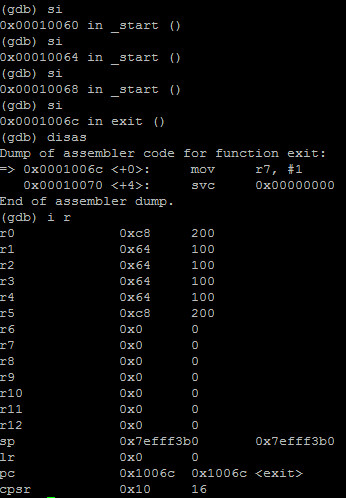 (gdb) si
0x00010060 in _start ()
(gdb) si
0x00010064 in _start ()
(gdb) si
0x00010068 in _start ()
(gdb) si
0x0001006c in exit ()
(gdb) disas
Dump of assembler code for function exit:
=> 0x0001006c <+0>:     mov     r7, #1
   0x00010070 <+4>:     svc     0x00000000
End of assembler dump.
(gdb) i r
r0             0xc8     200
r1             0x64     100
r2             0x64     100
r3             0x64     100
r4             0x64     100
r5             0xc8     200
r6             0x0      0
r7             0x0      0
r8             0x0      0
r9             0x0      0
r10            0x0      0
r11            0x0      0
r12            0x0      0
sp             0x7efff3b0       0x7efff3b0
lr             0x0      0
pc             0x1006c  0x1006c <exit>
cpsr           0x10     16